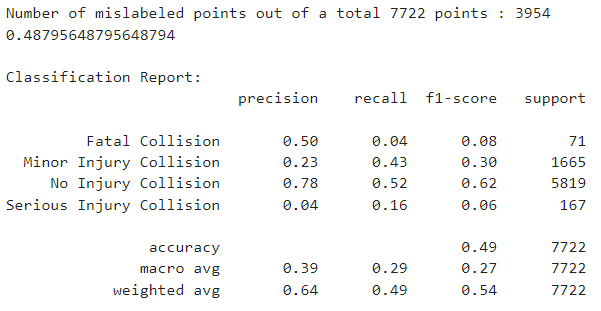 Number of mislabeled points out of a total 7722 points : 3954
0.48795648795648794
Classification Report:
precision recall f1-score support
Fatal Collision 0.50 0.04 0.08 71
Minor Injury Collision 0.23 0.43 0.30 1665
No Injury Collision 0.78 0.52 0.62 5819
Serious Injury Collision 0.04 0.16 0.06 167
accuracy 0.49 7722
macro avg 0.39 0.29 0.27 7722
weighted avg 0.64 0.49 0.54 7722